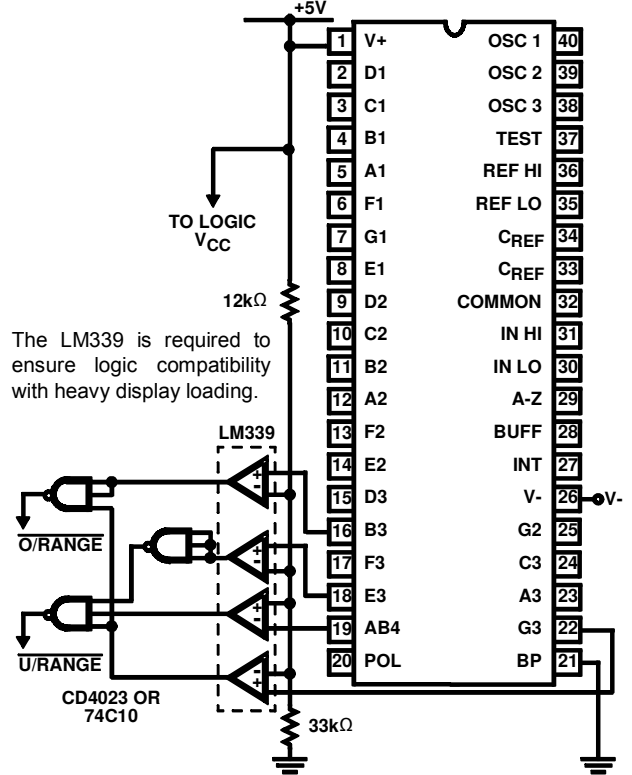 +5V
1 V+ OSC 1 40
2 D1 OSC 2 39
3 C1 OSC 3 38
4 B1 TEST 37
5 A1 REF HI 36
6 F1 REF LO 35
7 G1 CREF 34
8 E1 CREF 33
9 D2 COMMON 32
10 C2 IN HI 31
11 B2 IN LO 30
12 A2 A-Z 29
13 F2 BUFF 28
14 E2 INT 27
15 D3 V- 26 V-
16 B3 G2 25
17 F3 C3 24
18 E3 A3 23
19 AB4 G3 22
20 POL BP 21
TO LOGIC
VCC
12kΩ
The LM339 is required to
ensure logic compatibility
with heavy display loading.
LM339
+
-
+
-
-
+
-
+
O/RANGE
U/RANGE
CD4023 OR
74C10
33kΩ